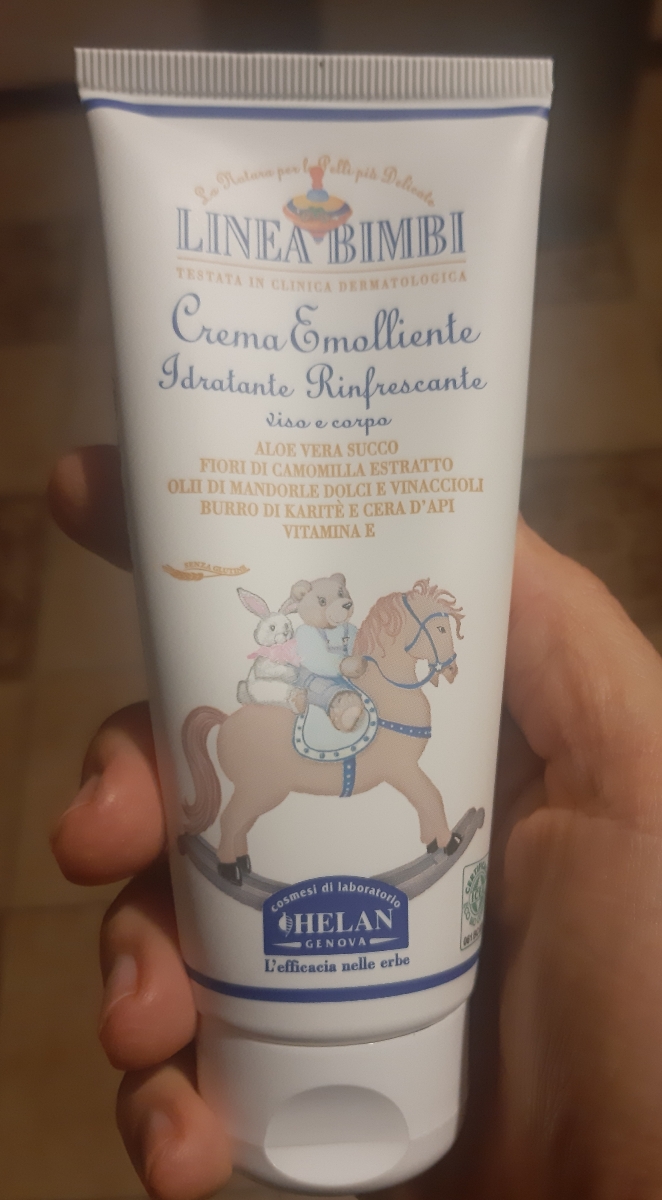 La Natura per le Pelli più Delicate
LINEA BIMBI
TESTATA IN CLINICA DERMATOLOGICA
Crema Emolliente
Idratante Rinfrescante
viso e corpo
ALOE VERA SUCCO
FIORI DI CAMOMILLA ESTRATTO
OLII DI MANDORLE DOLCI E VINACCIOLI
BURRO DI KARITÈ E CERA D'API
VITAMINA E
SENZA GLUTINE
cosmesi di laboratorio
HELAN
GENOVA
L'efficacia nelle erbe